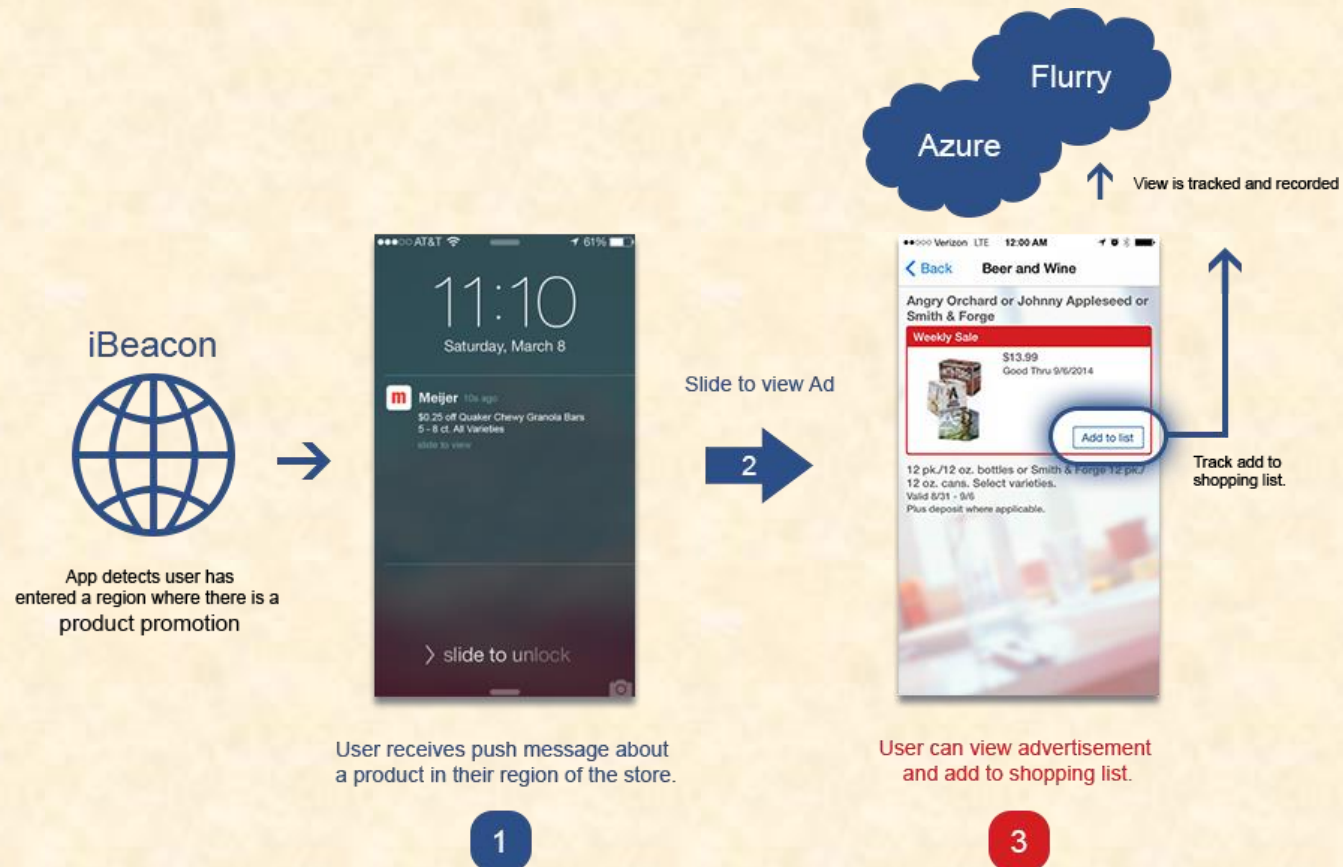 Flurry
Azure
View is tracked and recorded
iBeacon
App detects user has
entered a region where there is a
product promotion
AT&T 61%
11:10
Saturday, March 8
m Meijer 10s ago
$0.25 off Quaker Chewy Granola Bars
5 - 8 ct. All Varieties
slide to view
> slide to unlock
User receives push message about
a product in their region of the store.
1
Slide to view Ad
2
Verizon LTE 12:00 AM
Back Beer and Wine
Angry Orchard or Johnny Appleseed or
Smith & Forge
Weekly Sale
$13.99
Good Thru 9/6/2014
Add to list
12 pk./12 oz. bottles or Smith & Forge 12 pk./
12 oz. cans. Select varieties.
Valid 8/31 - 9/6
Plus deposit where applicable.
Track add to
shopping list.
User can view advertisement
and add to shopping list.
3